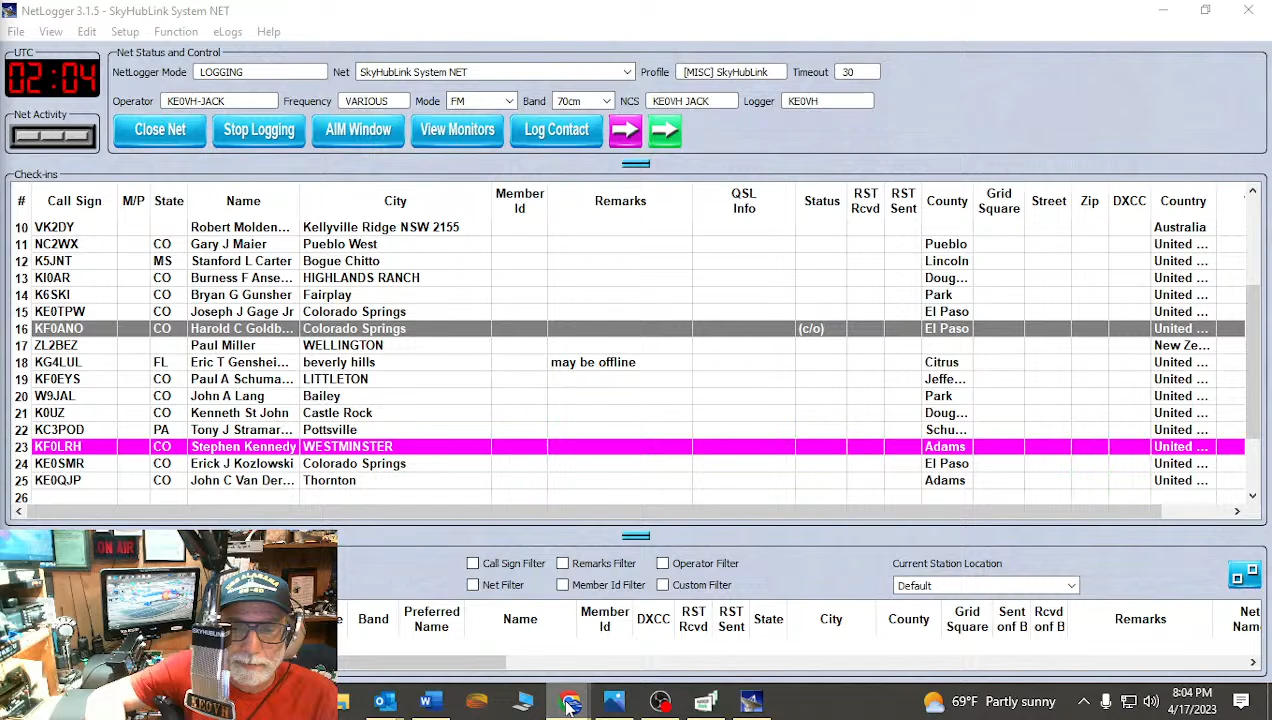 NetLogger 3.1.5 - SkyHubLink System NET
File View Edit Setup Function eLogs Help
UTC
02:04
Net Activity
Net Status and Control
NetLogger Mode LOGGING Net SkyHubLink System NET Profile [MISC] SkyHubLink Timeout 30
Operator KE0VH-JACK Frequency VARIOUS Mode FM Band 70cm NCS KE0VH JACK Logger KE0VH
Close Net Stop Logging AIM Window View Monitors Log Contact
Check-ins
# Call Sign M/P State Name City Member Id Remarks QSL Info Status RST Rcvd RST Sent County Grid Square Street Zip DXCC Country
10 VK2DY Robert Molden... Kellyville Ridge NSW 2155 Australia
11 NC2WX CO Gary J Maier Pueblo West Pueblo United ...
12 K5JNT MS Stanford L Carter Bogue Chitto Lincoln United ...
13 KI0AR CO Burness F Anse... HIGHLANDS RANCH Doug... United ...
14 K6SKI CO Bryan G Gunsher Fairplay Park United ...
15 KE0TPW CO Joseph J Gage Jr Colorado Springs El Paso United ...
16 KF0ANO CO Harold C Goldb... Colorado Springs (c/o) El Paso United ...
17 ZL2BEZ Paul Miller WELLINGTON New Ze...
18 KG4LUL FL Eric T Genshei... beverly hills may be offline Citrus United ...
19 KF0EYS CO Paul A Schuma... LITTLETON Jeffe... United ...
20 W9JAL CO John A Lang Bailey Park United ...
21 K0UZ CO Kenneth St John Castle Rock Doug... United ...
22 KC3POD PA Tony J Stramar... Pottsville Schu... United ...
23 KF0LRH CO Stephen Kennedy WESTMINSTER Adams United ...
24 KE0SMR CO Erick J Kozlowski Colorado Springs El Paso United ...
25 KE0QJP CO John C Van Der... Thornton Adams United ...
26
Call Sign Filter Remarks Filter Operator Filter
Net Filter Member Id Filter Custom Filter
Current Station Location
Default
e Band Preferred Name Name Member Id DXCC RST Rcvd RST Sent State City County Grid Square Sent onf B Rcvd onf B Remarks Net Nam
ON AIR
SKYHUBLINK
KE0VH
69°F Partly sunny
8:04 PM
4/17/2023